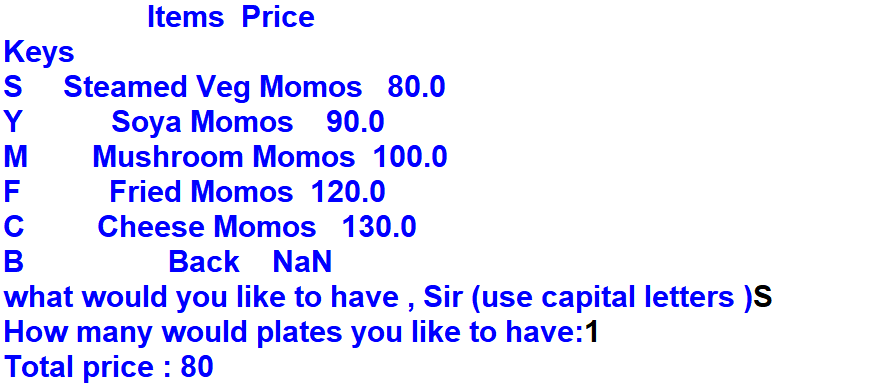 Items Price
Keys
S Steamed Veg Momos 80.0
Y Soya Momos 90.0
M Mushroom Momos 100.0
F Fried Momos 120.0
C Cheese Momos 130.0
B Back NaN
what would you like to have , Sir (use capital letters )S
How many would plates you like to have:1
Total price : 80